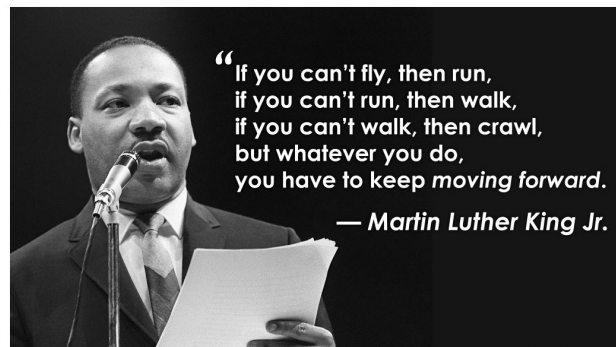 “If you can’t fly, then run,
if you can’t run, then walk,
if you can’t walk, then crawl,
but whatever you do,
you have to keep moving forward.
— Martin Luther King Jr.